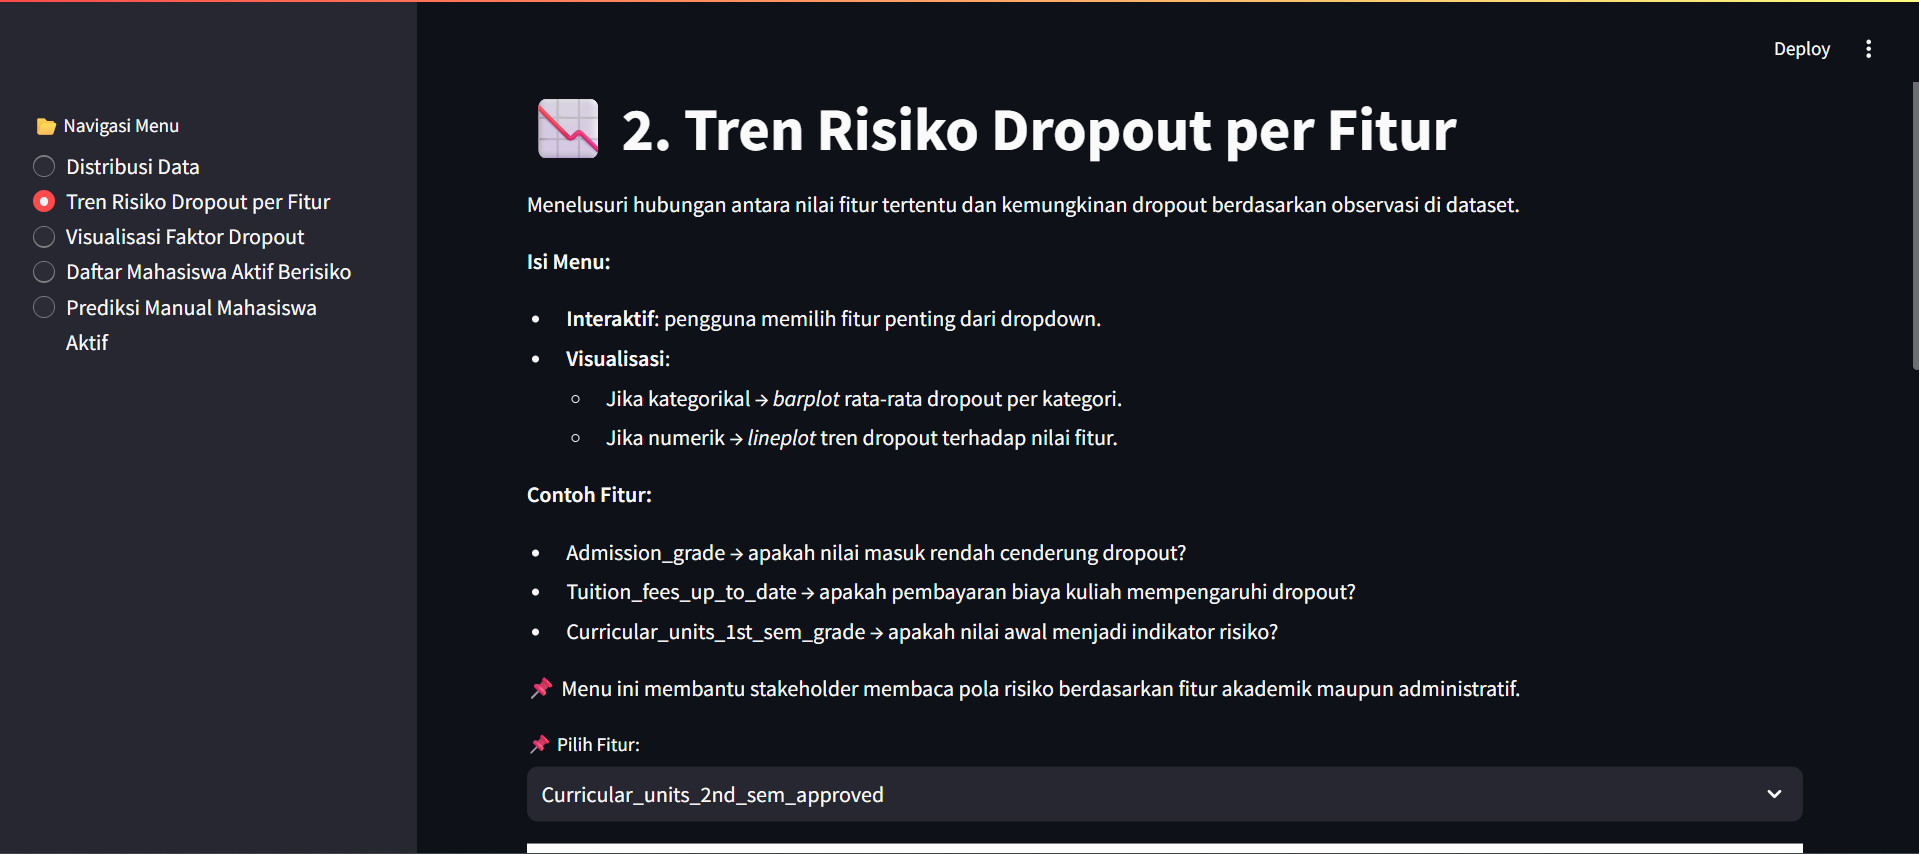 Deploy
Navigasi Menu
Distribusi Data
Tren Risiko Dropout per Fitur
Visualisasi Faktor Dropout
Daftar Mahasiswa Aktif Berisiko
Prediksi Manual Mahasiswa
Aktif
2. Tren Risiko Dropout per Fitur
Menelusuri hubungan antara nilai fitur tertentu dan kemungkinan dropout berdasarkan observasi di dataset.
Isi Menu:
• Interaktif: pengguna memilih fitur penting dari dropdown.
• Visualisasi:
○ Jika kategorikal → barplot rata-rata dropout per kategori.
○ Jika numerik → lineplot tren dropout terhadap nilai fitur.
Contoh Fitur:
• Admission_grade → apakah nilai masuk rendah cenderung dropout?
• Tuition_fees_up_to_date → apakah pembayaran biaya kuliah mempengaruhi dropout?
• Curricular_units_1st_sem_grade → apakah nilai awal menjadi indikator risiko?
📌 Menu ini membantu stakeholder membaca pola risiko berdasarkan fitur akademik maupun administratif.
📌 Pilih Fitur:
Curricular_units_2nd_sem_approved